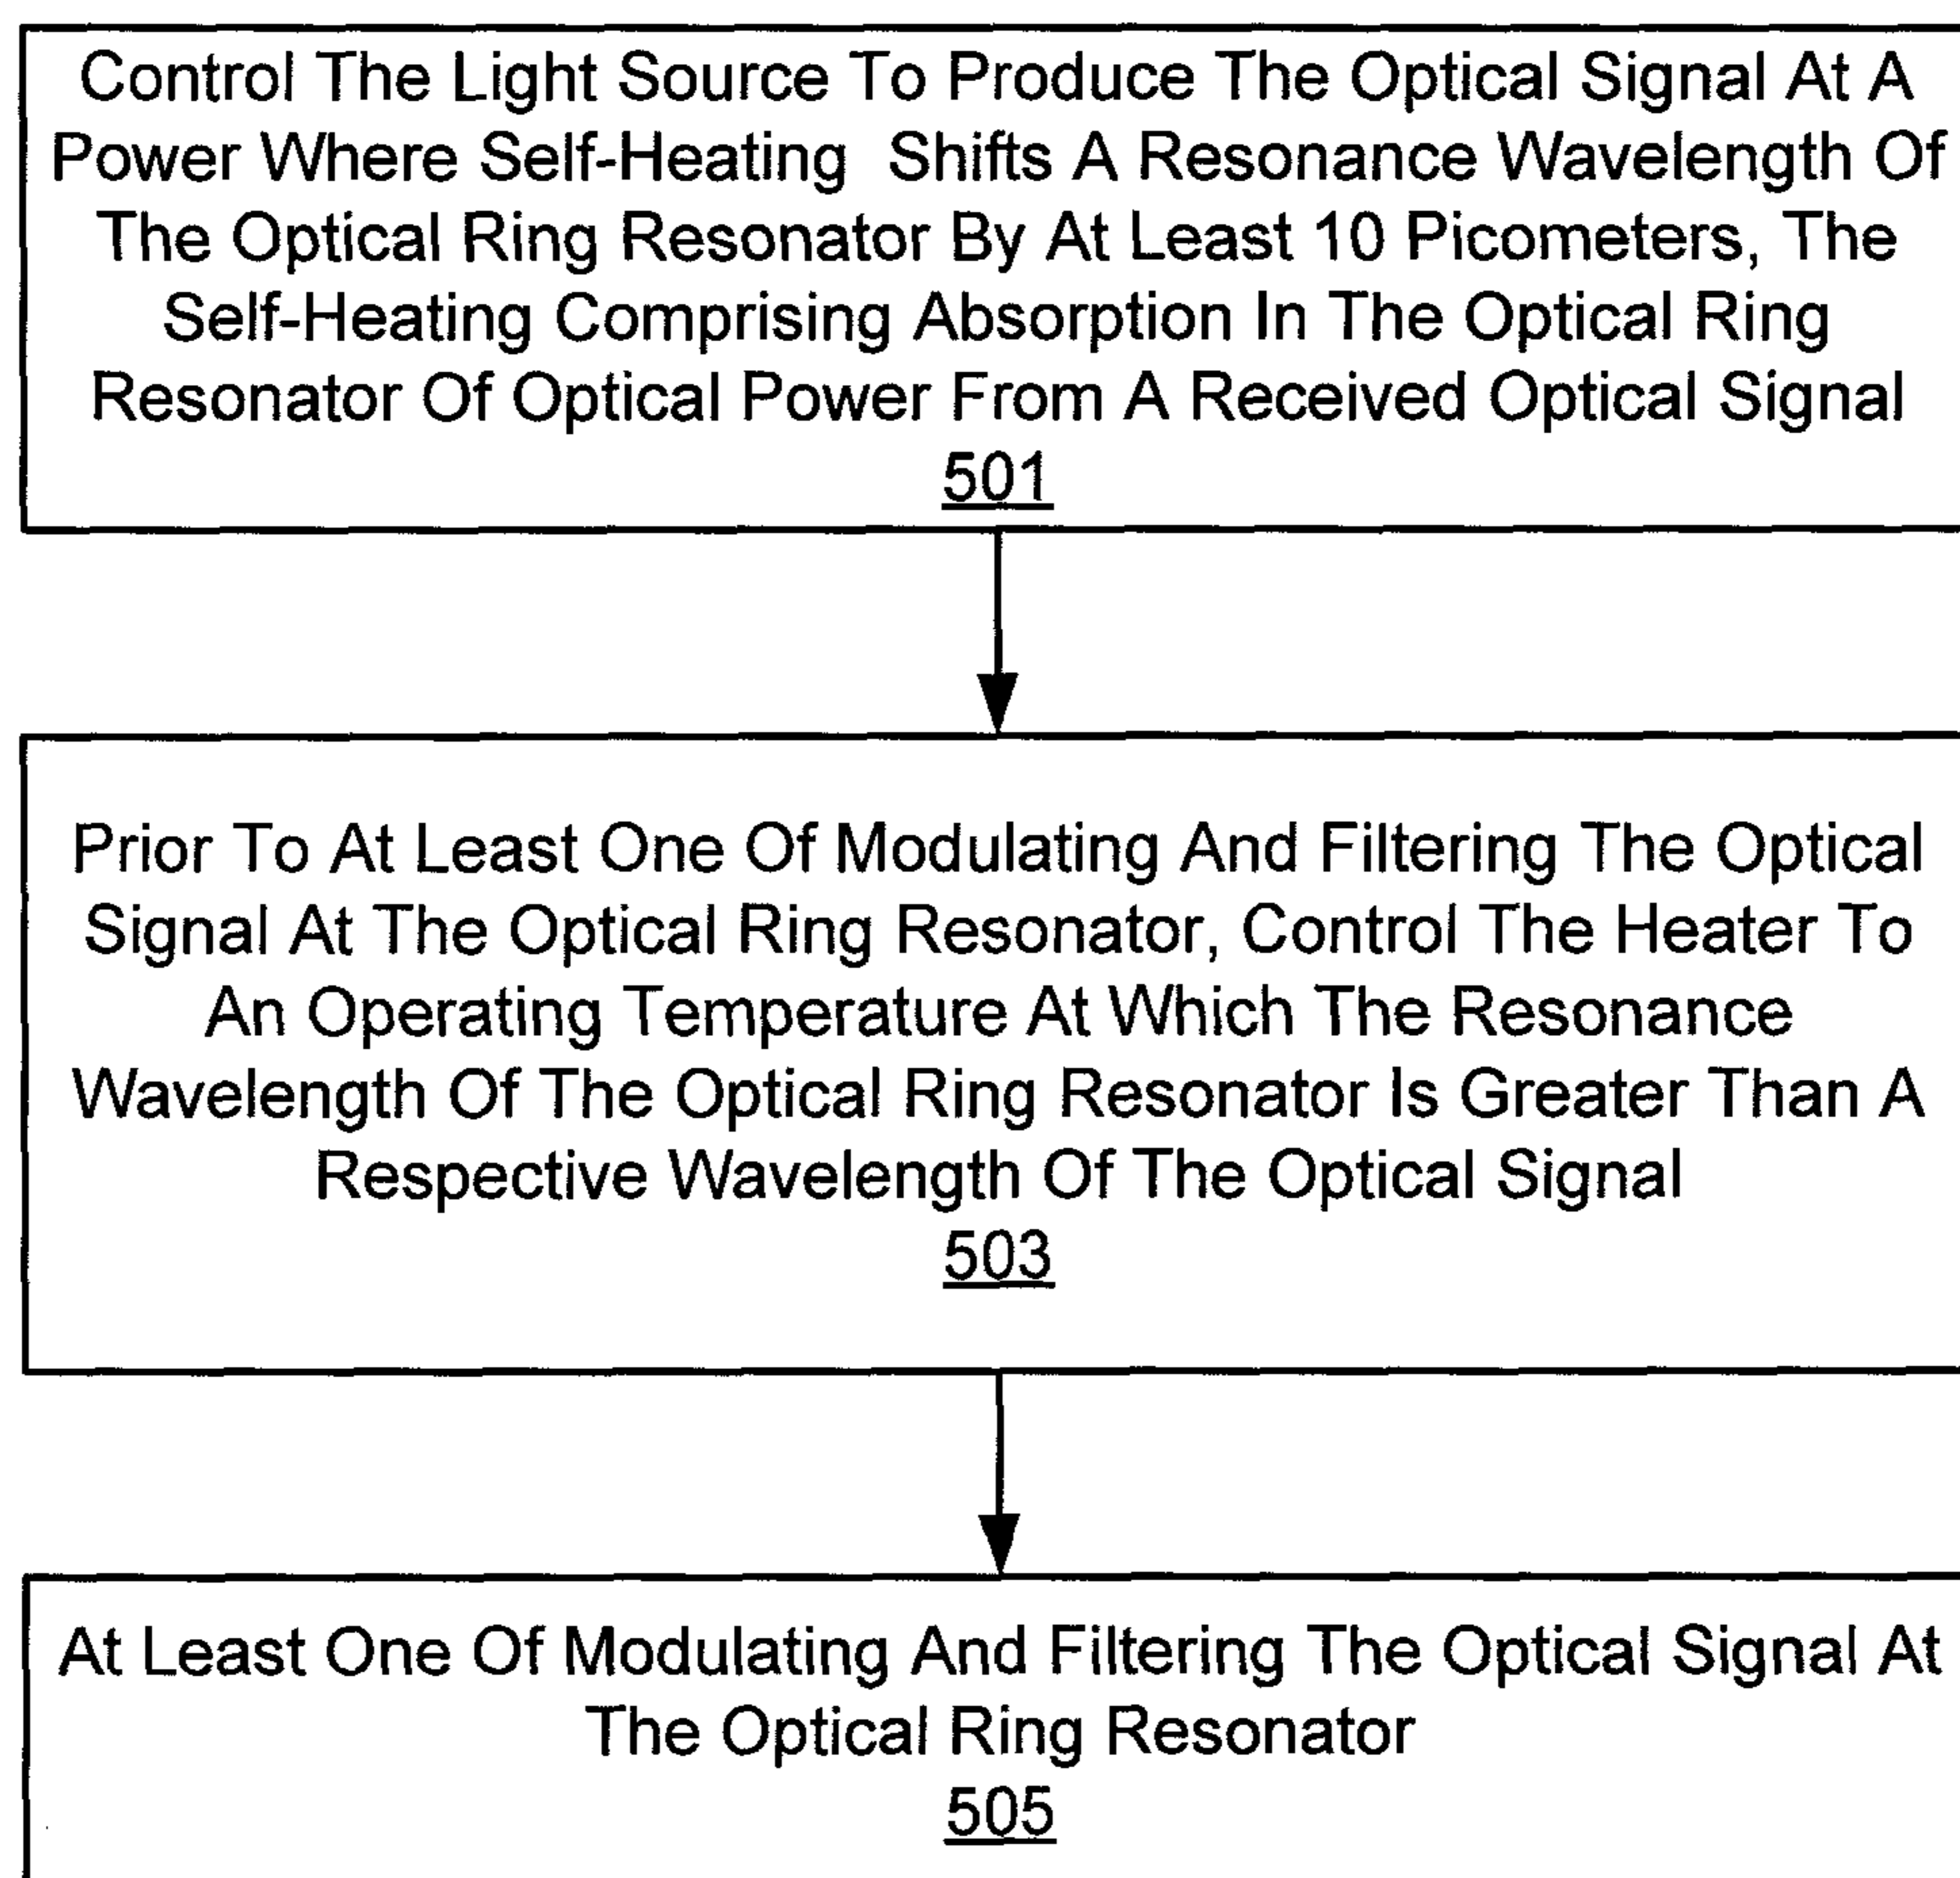 Control The Light Source To Produce The Optical Signal At A
Power Where Self-Heating Shifts A Resonance Wavelength Of
The Optical Ring Resonator By At Least 10 Picometers, The
Self-Heating Comprising Absorption In The Optical Ring
Resonator Of Optical Power From A Received Optical Signal
501
Prior To At Least One Of Modulating And Filtering The Optical
Signal At The Optical Ring Resonator, Control The Heater To
An Operating Temperature At Which The Resonance
Wavelength Of The Optical Ring Resonator Is Greater Than A
Respective Wavelength Of The Optical Signal
503
At Least One Of Modulating And Filtering The Optical Signal At
The Optical Ring Resonator
505